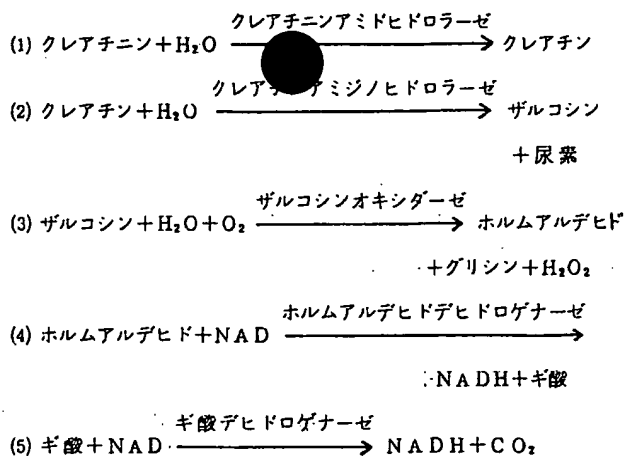 クレアチニンアミドヒドロラーゼ
(1) クレアチニン+H₂O → クレアチン
(2) クレアチン+H₂O → ザルコシン
+尿素
ザルコシンオキシダーゼ
(3) ザルコシン+H₂O+O₂ → ホルムアルデヒド
+グリシン+H₂O₂
ホルムアルデヒドデヒドロゲナーゼ
(4) ホルムアルデヒド+NAD →
NADH+ギ酸
ギ酸デヒドロゲナーゼ
(5) ギ酸+NAD → NADH+CO₂